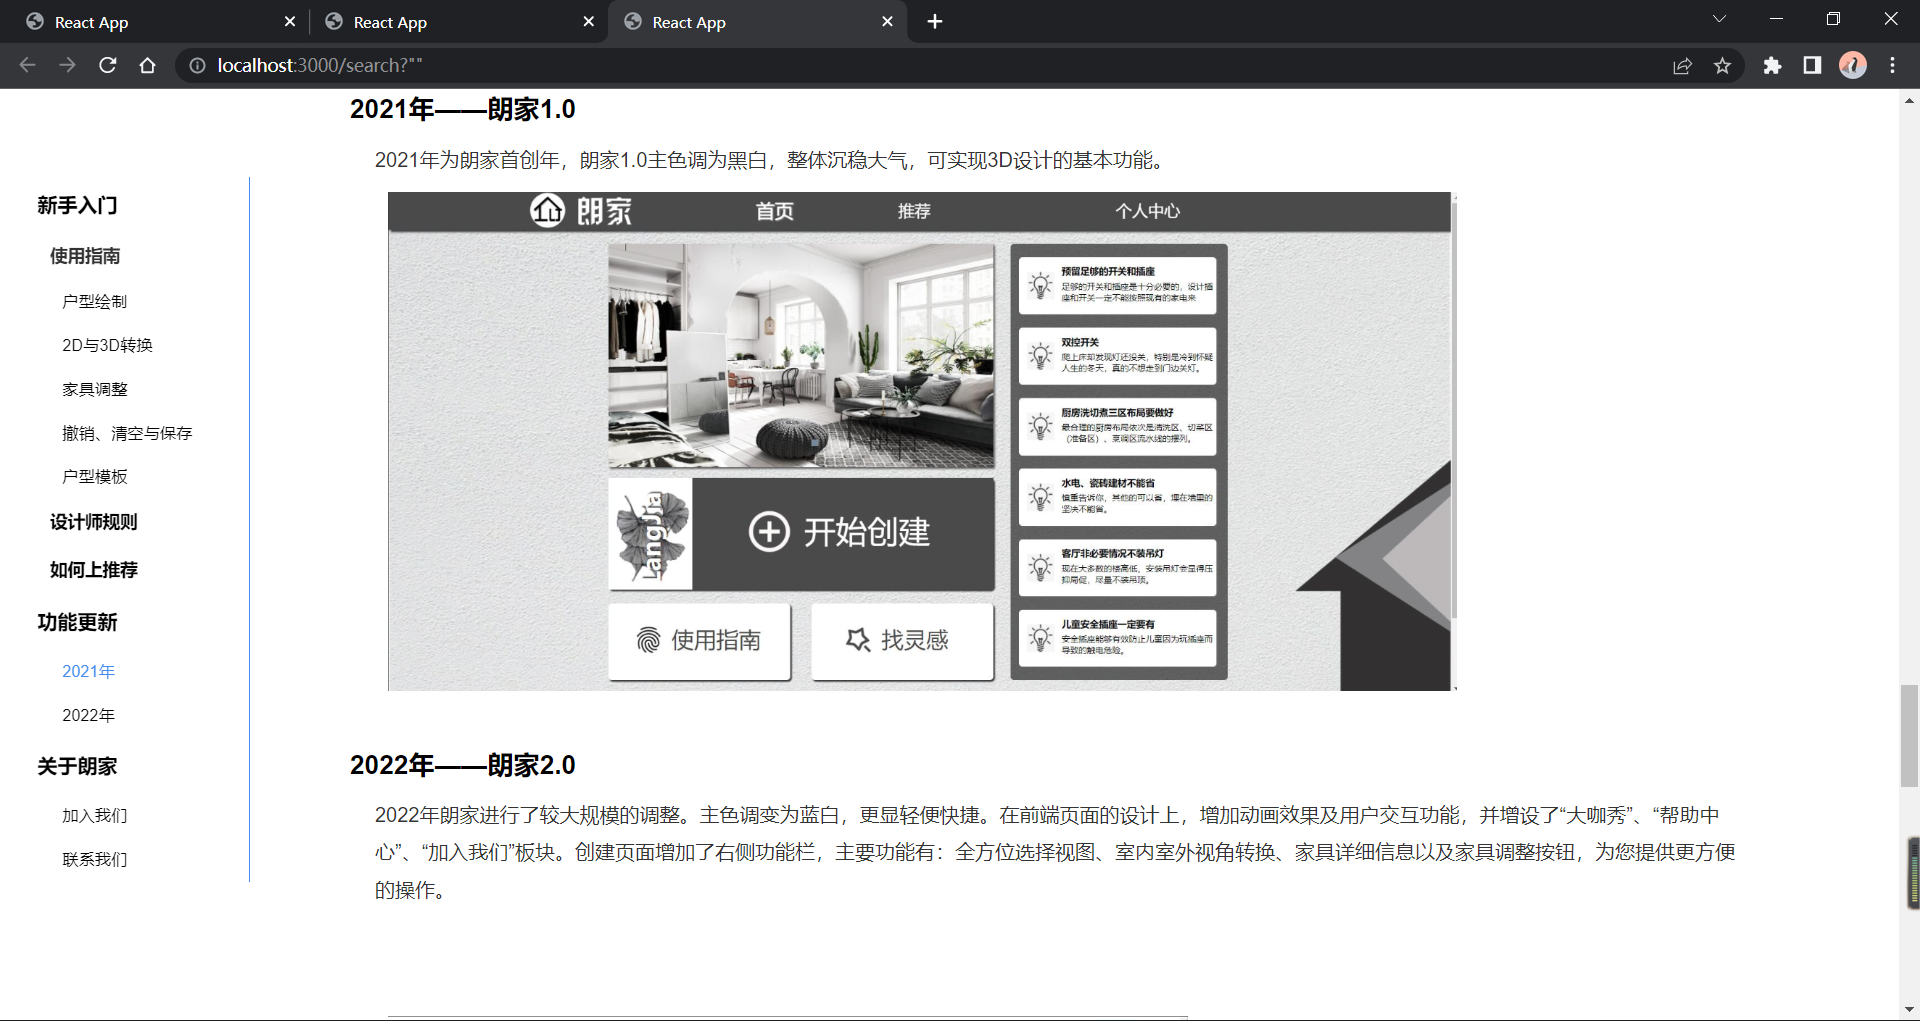 React App
React App
React App
localhost:3000/search?""
2021年——朗家1.0
2021年为朗家首创年，朗家1.0主色调为黑白，整体沉稳大气，可实现3D设计的基本功能。
新手入门
使用指南
户型绘制
2D与3D转换
家具调整
撤销、清空与保存
户型模板
设计师规则
如何上推荐
功能更新
2021年
2022年
关于朗家
加入我们
联系我们
朗家
首页
推荐
个人中心
预留足够的开关和插座
足够的开关和插座是十分必要的，设计插
座和开关一定不能按照现有的家电来
双控开关
爬上床却发现灯还没关，特别是冷到怀疑
人生的冬天，真的不想走到门边关灯。
厨房洗切煮三区布局要做好
最合理的厨房布局依次是清洗区、切菜区
（准备区）、烹调区流水线的摆列。
水电、瓷砖建材不能省
慎重告诉你，其他的可以省，埋在墙里的
坚决不能省。
客厅非必要情况不装吊灯
现在大多数的楼高低，安装吊灯会显得压
抑局促，尽量不装吊顶。
儿童安全插座一定要有
安全插座能够有效防止儿童因为玩插座而
导致的触电危险。
LangJia
开始创建
使用指南
找灵感
2022年——朗家2.0
2022年朗家进行了较大规模的调整。主色调变为蓝白，更显轻便快捷。在前端页面的设计上，增加动画效果及用户交互功能，并增设了“大咖秀”、“帮助中
心”、“加入我们”板块。创建页面增加了右侧功能栏，主要功能有：全方位选择视图、室内室外视角转换、家具详细信息以及家具调整按钮，为您提供更方便
的操作。